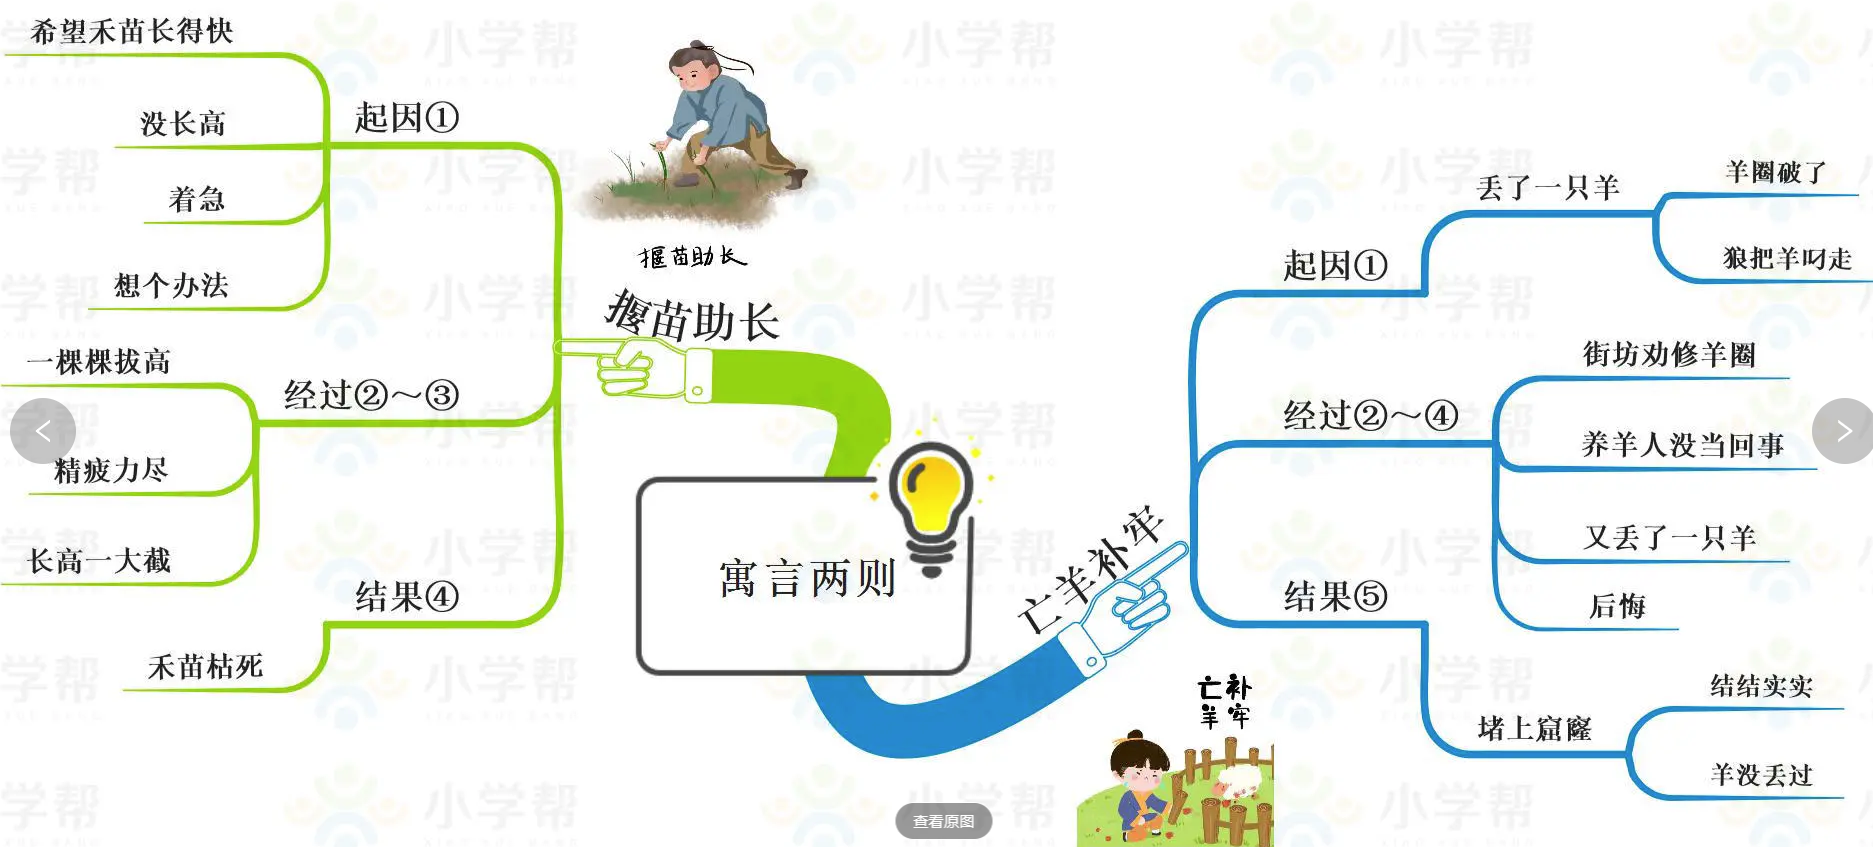 希望禾苗长得快
没长高
着急
想个办法
起因①
一棵棵拔高
精疲力尽
长高一大截
经过②～③
禾苗枯死
结果④
揠苗助长
揠苗助长
寓言两则
亡羊补牢
亡羊补牢
起因①
丢了一只羊
羊圈破了
狼把羊叼走
经过②～④
街坊劝修羊圈
养羊人没当回事
又丢了一只羊
后悔
结果⑤
堵上窟窿
结结实实
羊没丢过
查看原图
小学帮
XIAO XUE BANG